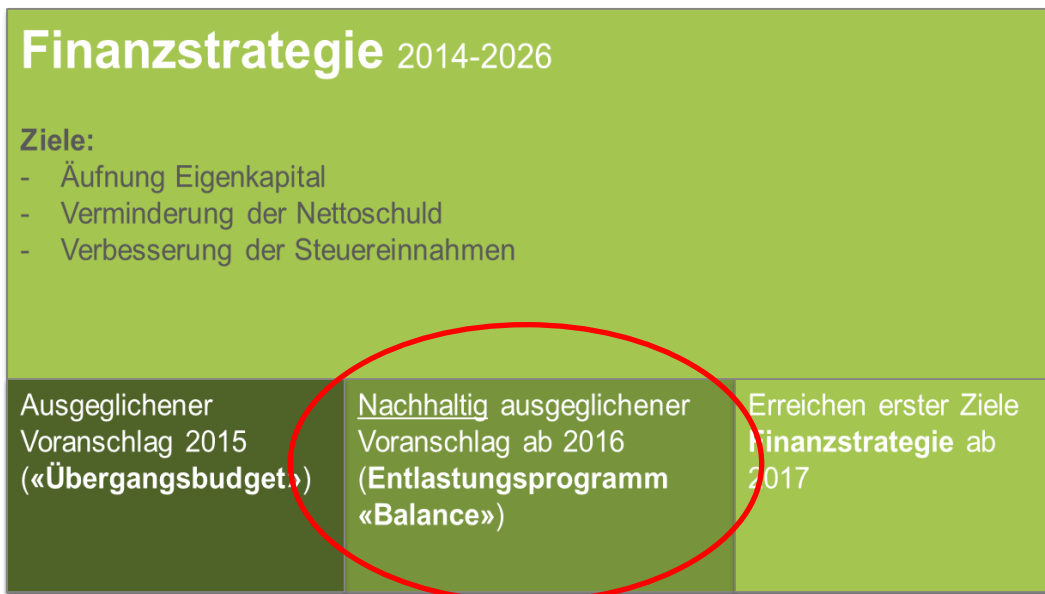 Finanzstrategie 2014-2026
Ziele:
- Äufnung Eigenkapital
- Verminderung der Nettoschuld
- Verbesserung der Steuereinnahmen
Ausgeglichener
Voranschlag 2015
(«Übergangsbudget»)
Nachhaltig ausgeglichener
Voranschlag ab 2016
(Entlastungsprogramm
«Balance»)
Erreichen erster Ziele
Finanzstrategie ab
2017